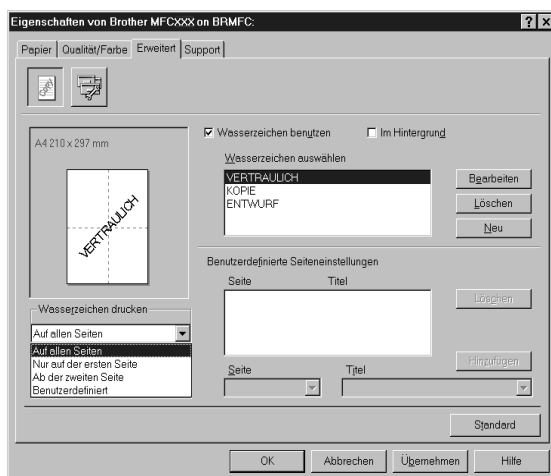 Eigenschaften von Brother MFCXXX on BRMFC:
Papier Qualität/Farbe Erweitert Support
A4 210 x 297 mm
VERTRAULICH
Wasserzeichen drucken
Auf allen Seiten
Auf allen Seiten
Nur auf der ersten Seite
Ab der zweiten Seite
Benutzerdefiniert
Wasserzeichen benutzen Im Hintergrund
Wasserzeichen auswählen
VERTRAULICH
KOPIE
ENTWURF
Bearbeiten
Löschen
Neu
Benutzerdefinierte Seiteneinstellungen
Seite Titel
Löschen
Hinzufügen
Seite Titel
Standard
OK Abbrechen Übernehmen Hilfe